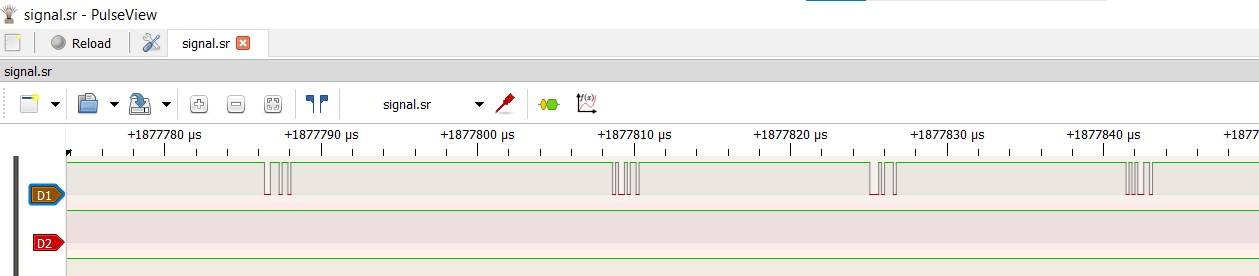 signal.sr - PulseView
Reload
signal.sr
signal.sr
signal.sr
f(x)
+1877780 µs +1877790 µs +1877800 µs +1877810 µs +1877820 µs +1877830 µs +1877840 µs +18778
D1
D2